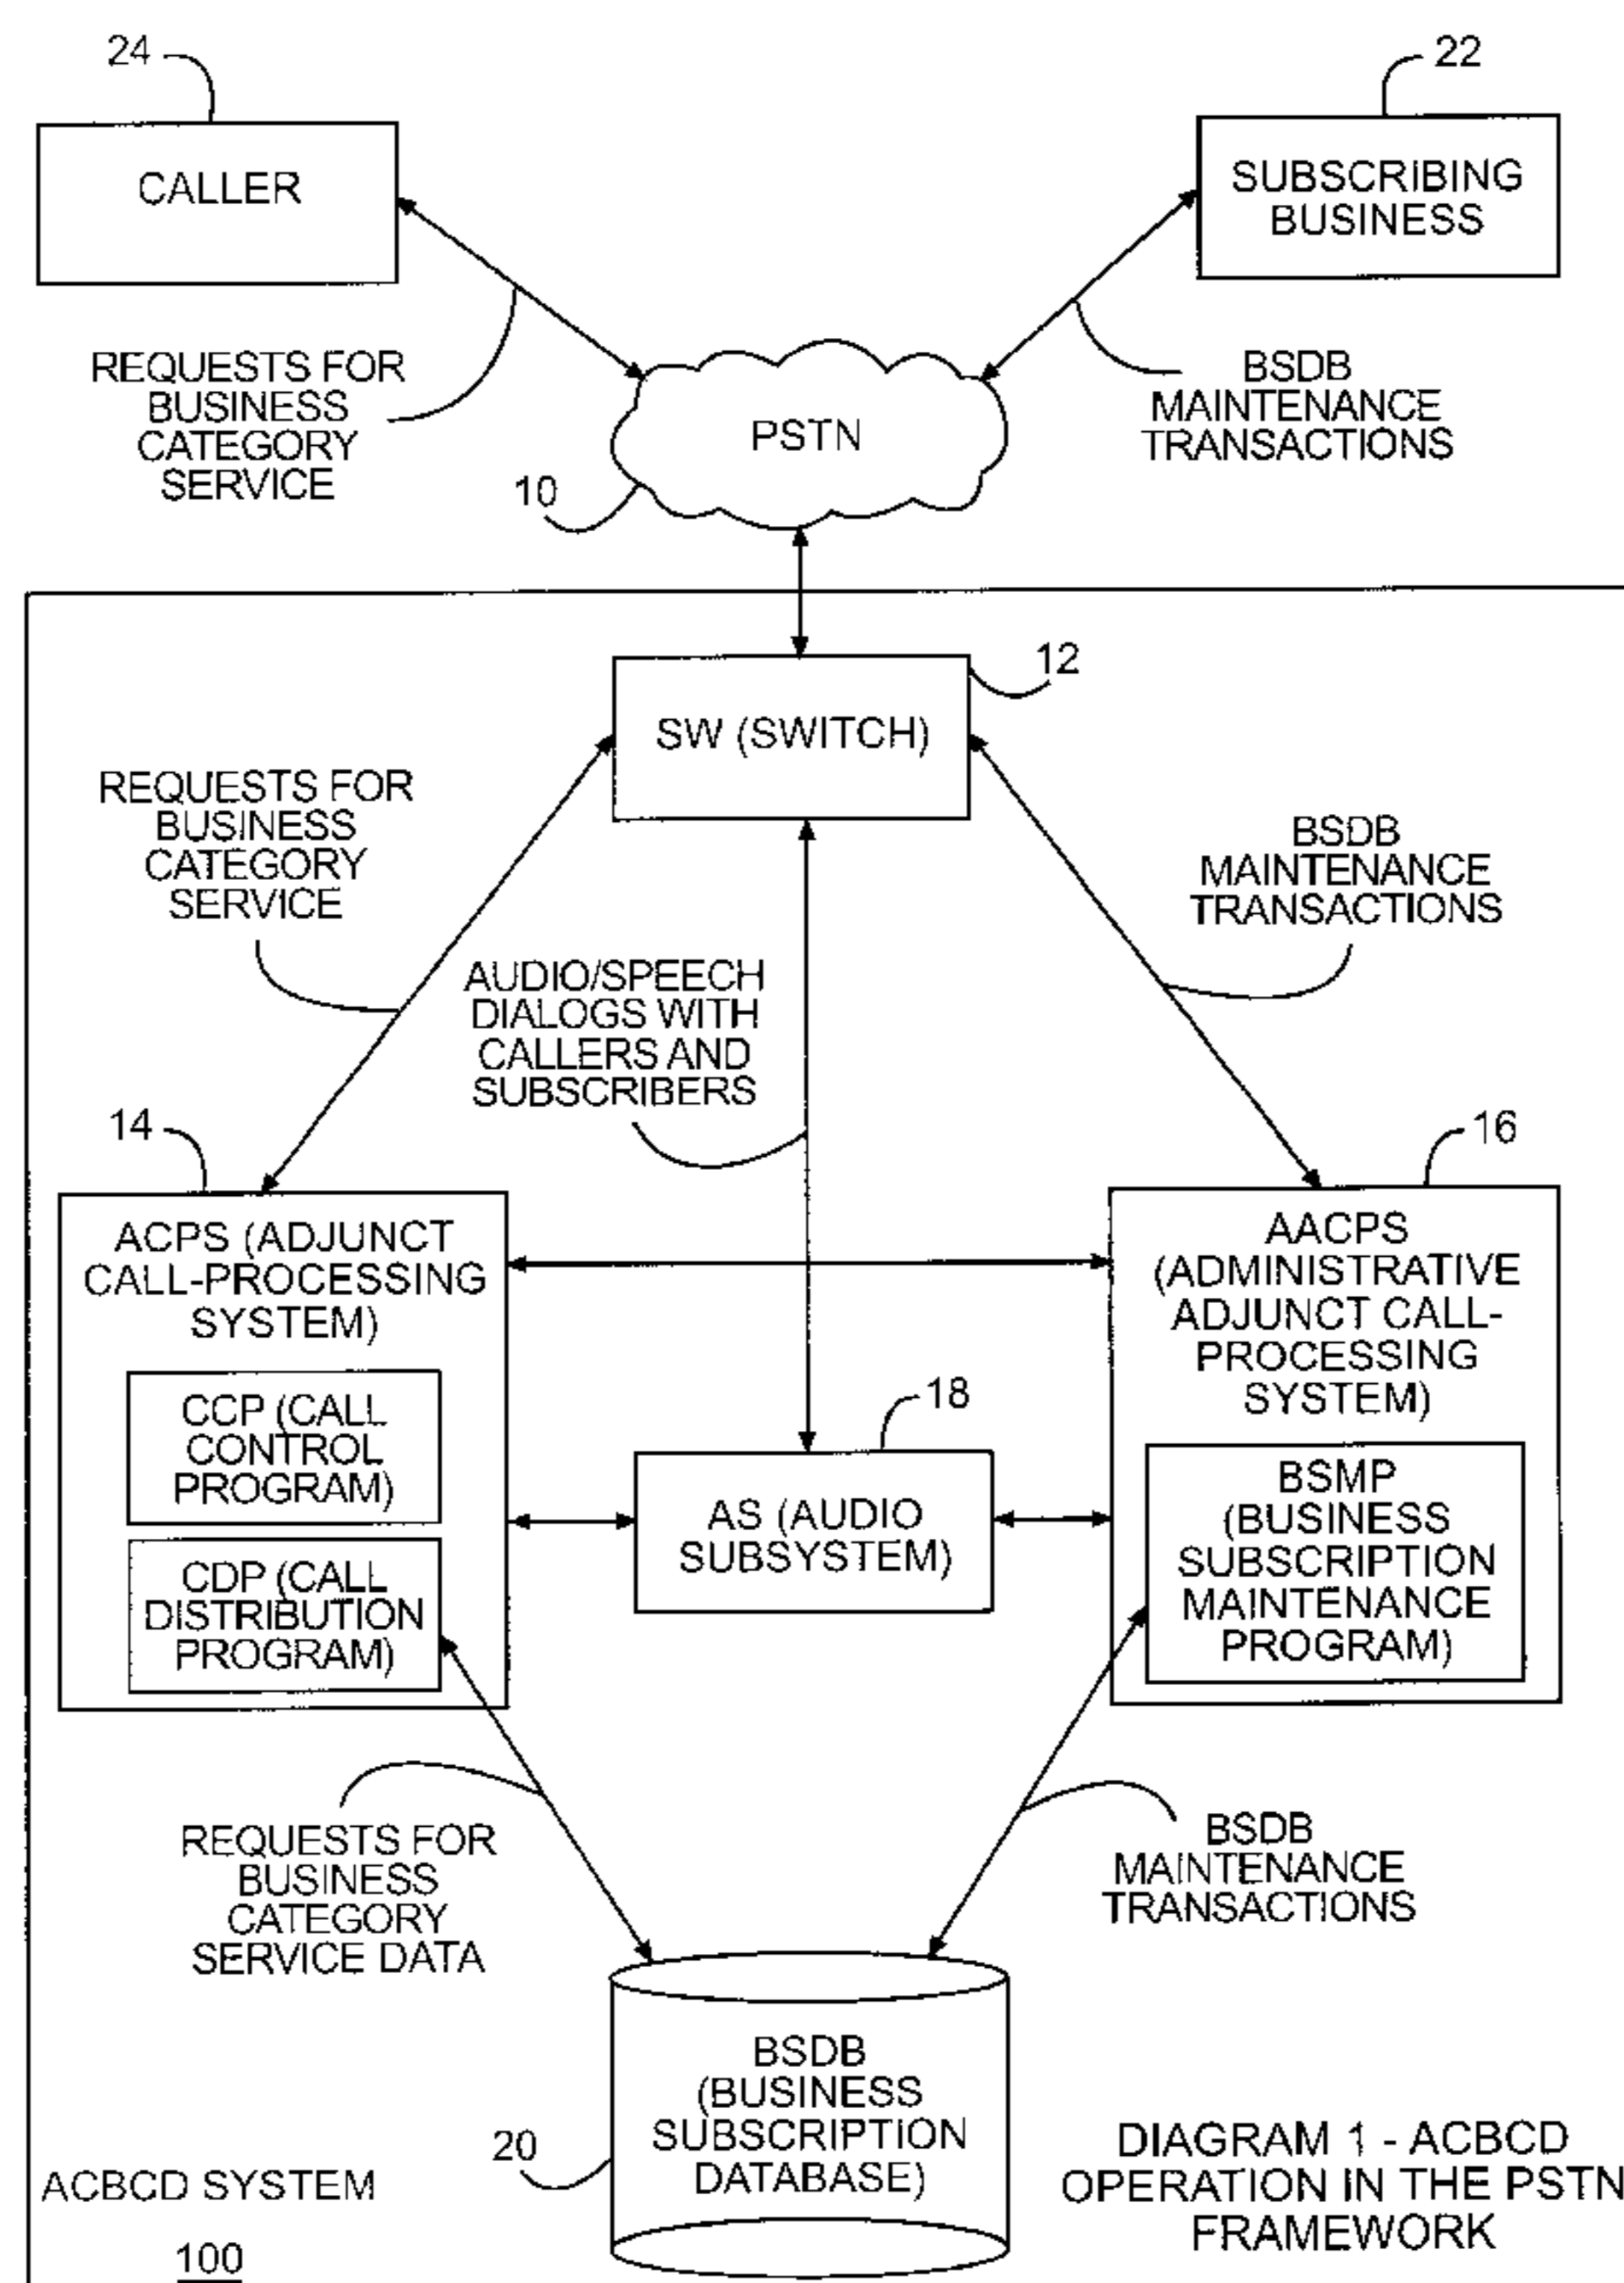 24
22
CALLER
SUBSCRIBING
BUSINESS
REQUESTS FOR
BUSINESS
CATEGORY
SERVICE
PSTN
BSDB
MAINTENANCE
TRANSACTIONS
10
12
SW (SWITCH)
REQUESTS FOR
BUSINESS
CATEGORY
SERVICE
BSDB
MAINTENANCE
TRANSACTIONS
AUDIO/SPEECH
DIALOGS WITH
CALLERS AND
SUBSCRIBERS
14
16
ACPS (ADJUNCT
CALL-PROCESSING
SYSTEM)
AACPS
(ADMINISTRATIVE
ADJUNCT CALL-
PROCESSING
SYSTEM)
CCP (CALL
CONTROL
PROGRAM)
18
CDP (CALL
DISTRIBUTION
PROGRAM)
AS (AUDIO
SUBSYSTEM)
BSMP
(BUSINESS
SUBSCRIPTION
MAINTENANCE
PROGRAM)
REQUESTS FOR
BUSINESS
CATEGORY
SERVICE DATA
BSDB
MAINTENANCE
TRANSACTIONS
BSDB
(BUSINESS
SUBSCRIPTION
DATABASE)
20
ACBCD SYSTEM
100
DIAGRAM 1 - ACBCD
OPERATION IN THE PSTN
FRAMEWORK